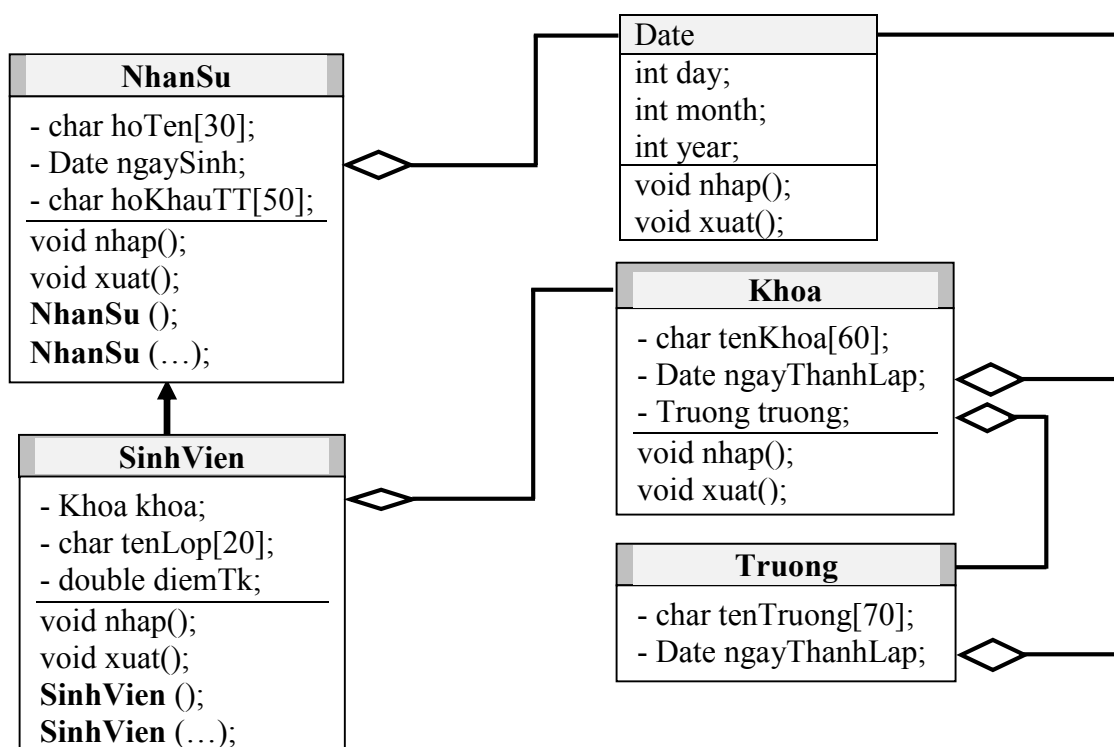 NhanSu
- char hoTen[30];
- Date ngaySinh;
- char hoKhauTT[50];
void nhap();
void xuat();
NhanSu ();
NhanSu (…);
Date
int day;
int month;
int year;
void nhap();
void xuat();
SinhVien
- Khoa khoa;
- char tenLop[20];
- double diemTk;
void nhap();
void xuat();
SinhVien ();
SinhVien (…);
Khoa
- char tenKhoa[60];
- Date ngayThanhLap;
- Truong truong;
void nhap();
void xuat();
Truong
- char tenTruong[70];
- Date ngayThanhLap;